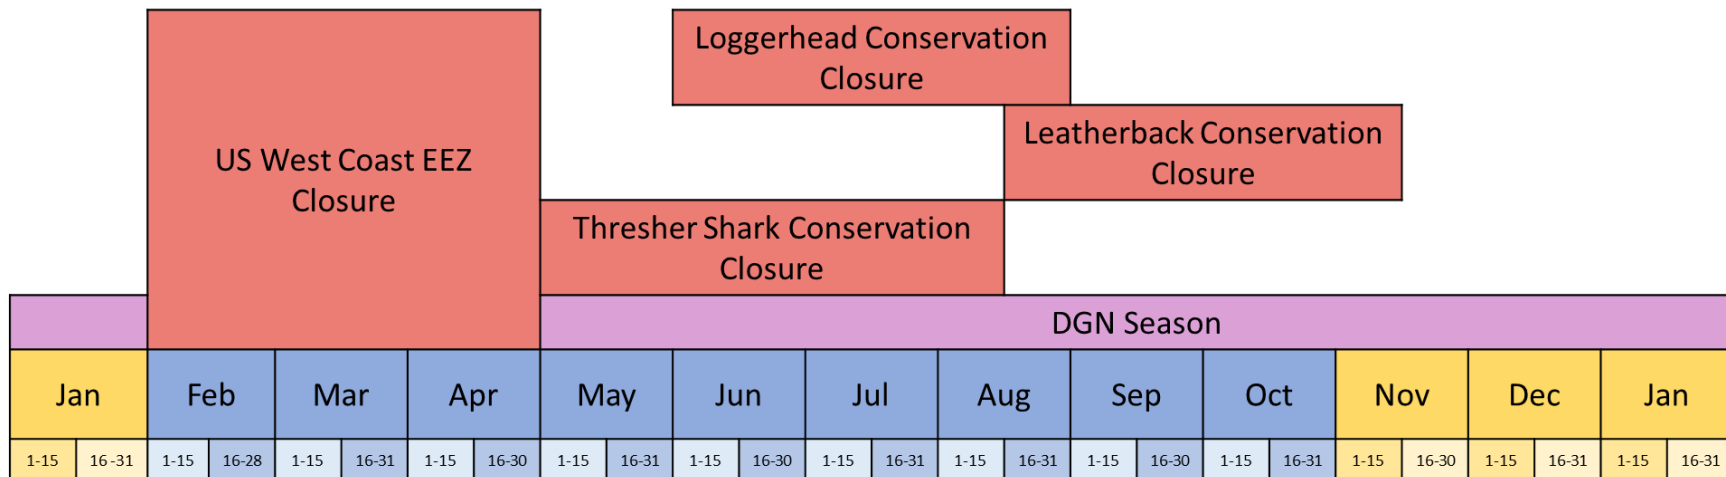 Loggerhead Conservation
Closure
Leatherback Conservation
Closure
US West Coast EEZ
Closure
Thresher Shark Conservation
Closure
DGN Season
Jan Feb Mar Apr May Jun Jul Aug Sep Oct Nov Dec Jan
1-15 16-31 1-15 16-28 1-15 16-31 1-15 16-30 1-15 16-31 1-15 16-30 1-15 16-31 1-15 16-31 1-15 16-30 1-15 16-31 1-15 16-30 1-15 16-31 1-15 16-31